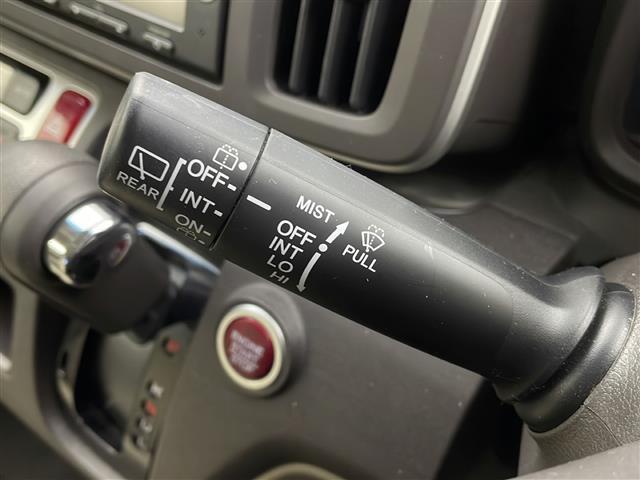 OFF
REAR
INT
ON
MIST
OFF
INT
LO
HI
PULL
ENGINE
START
STOP